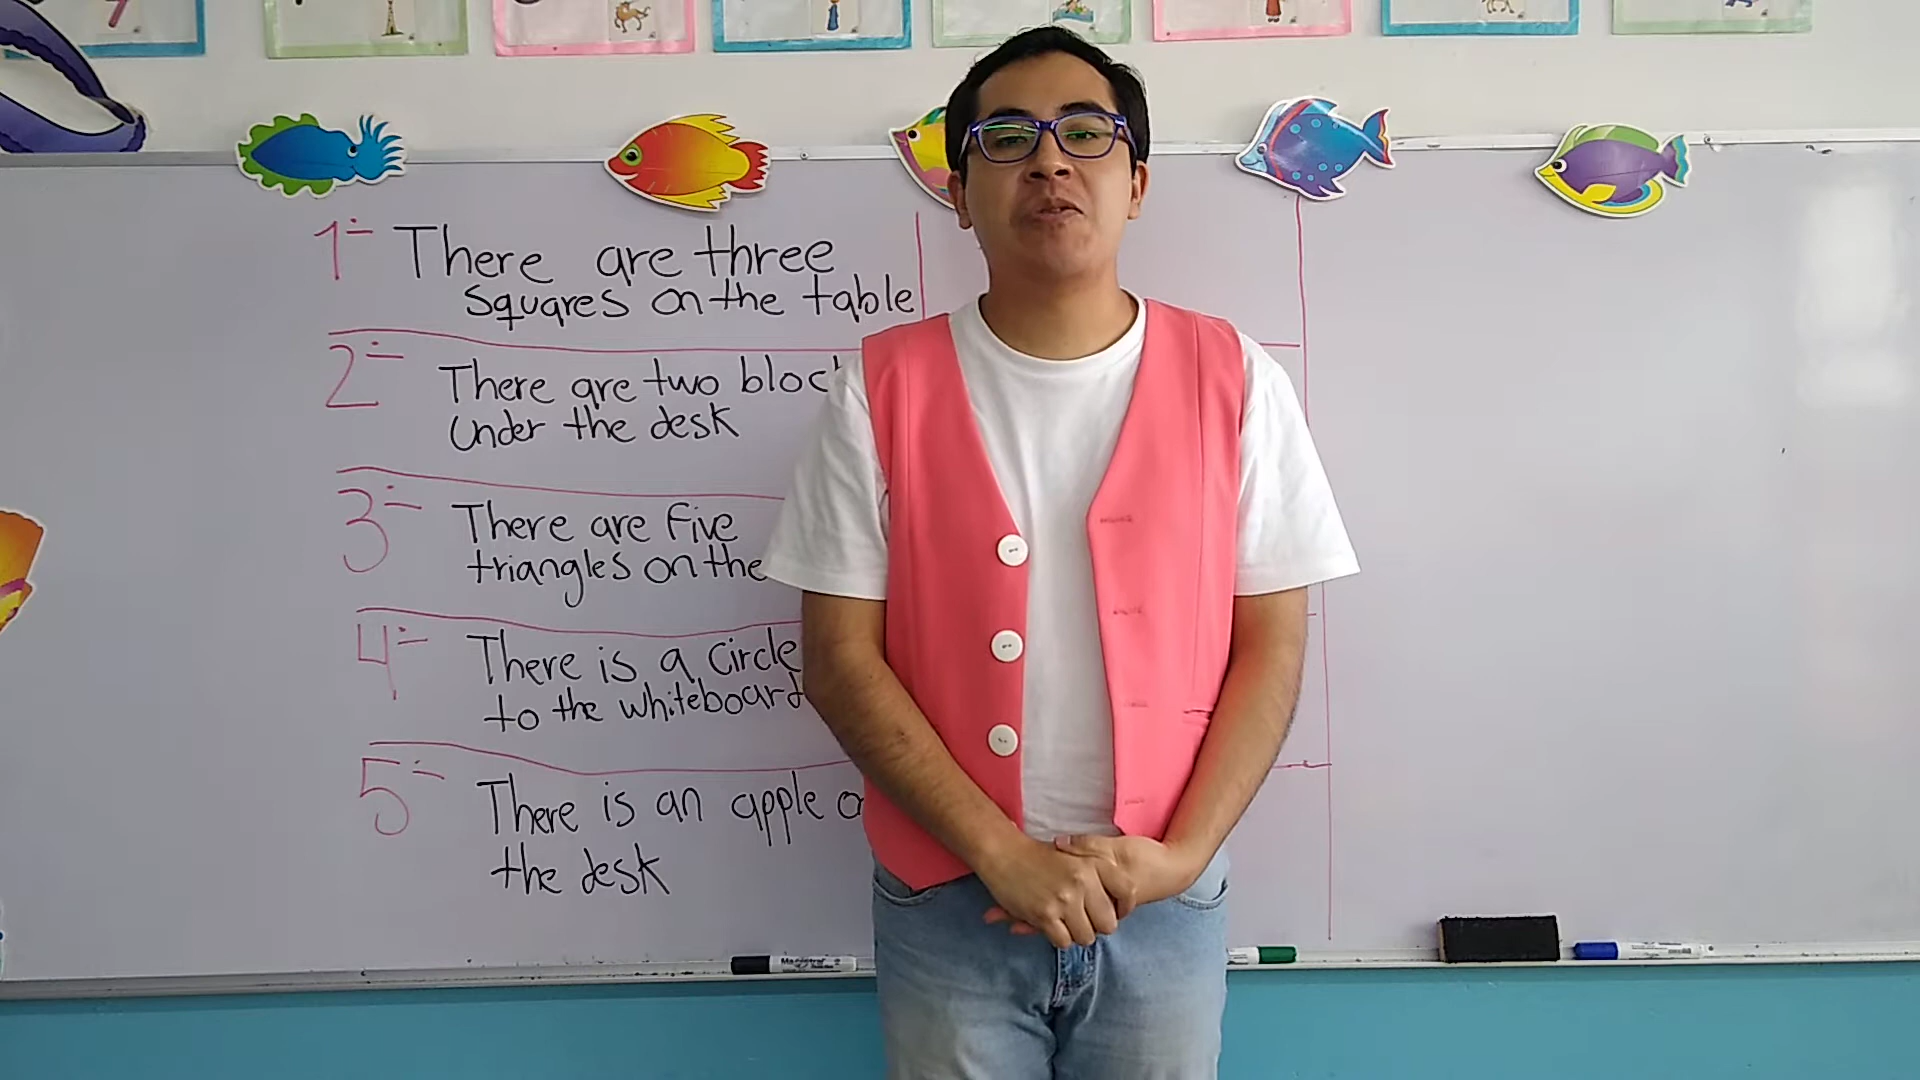 1- There are three
squares on the table
2- There are two
under the desk
3- There are five
triangles on the
4- There is a circle
to the whiteboard
5- There is an apple
the desk
Magistral